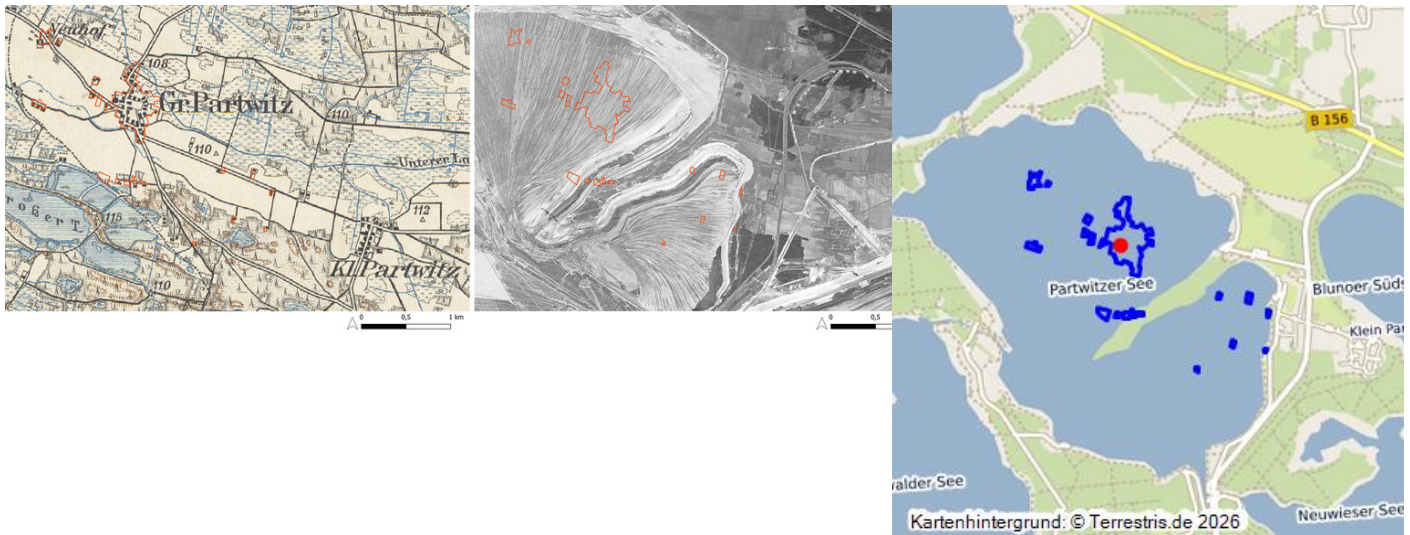 Neuhof
108
Gr. Partwitz
110
110
Unterer La
roßer T.
115
112
Kl. Partwitz
110
0 0,5 1 km
0 0,5
B 156
Partwitzer See
Blunoer Süds
Klein Par
walder See
Neuwieser See
Kartenhintergrund: © Terrestris.de 2026